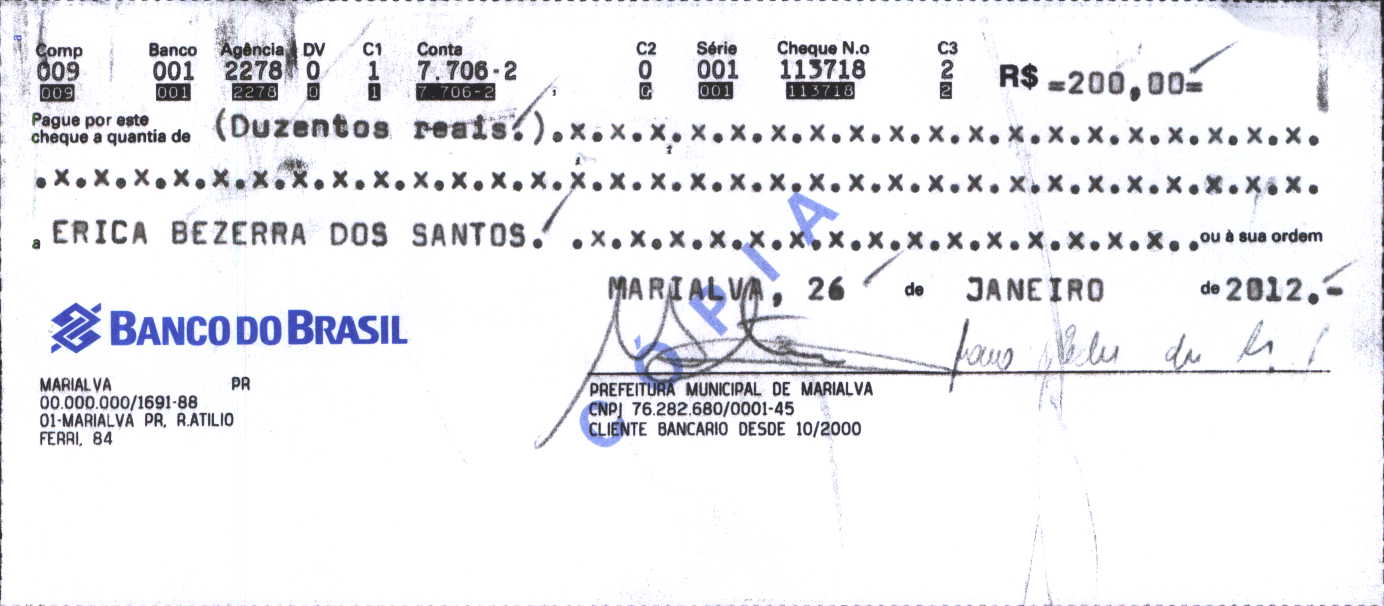 Comp Banco Agência DV C1 Conta C2 Série Cheque N.o C3
009 001 2278 0 1 7.706-2 0 001 113718 2 R$ =200,00=
009 001 2278 0 1 7.706-2 0 001 113718 2
Pague por este
cheque a quantia de (Duzentos reais.).x.x.x.x.x.x.x.x.x.x.x.x.x.x.x.x.x.x.x.
.x.x.x.x.x.x.x.x.x.x.x.x.x.x.x.x.x.x.x.x.x.x.x.x.x.x.x.x.x.x.x.x.
a ERICA BEZERRA DOS SANTOS. .x.x.x.x.x.x.x.x.x.x.x.x.x.x.x.. ou à sua ordem
MARIALVA, 26 de JANEIRO de 2012.-
BANCO DO BRASIL
MARIALVA PR
00.000.000/1691-88
01-MARIALVA PR, R.ATILIO
FERRI, 84
PREFEITURA MUNICIPAL DE MARIALVA
CNPJ 76.282.680/0001-45
CLIENTE BANCARIO DESDE 10/2000
CÓPIA